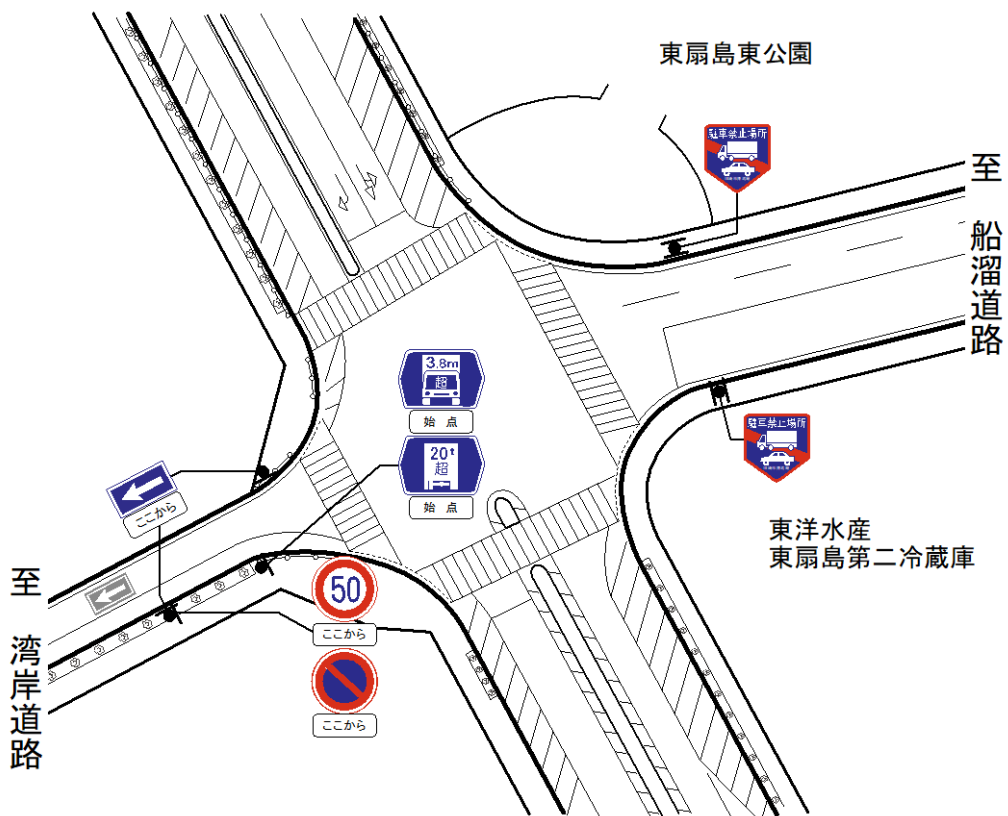 東扇島東公園
駐車禁止場所
至 船溜道路
3.8m
超
始 点
20t
超
始 点
駐車禁止場所
ここから
東洋水産
東扇島第二冷蔵庫
至 湾岸道路
50
ここから
ここから